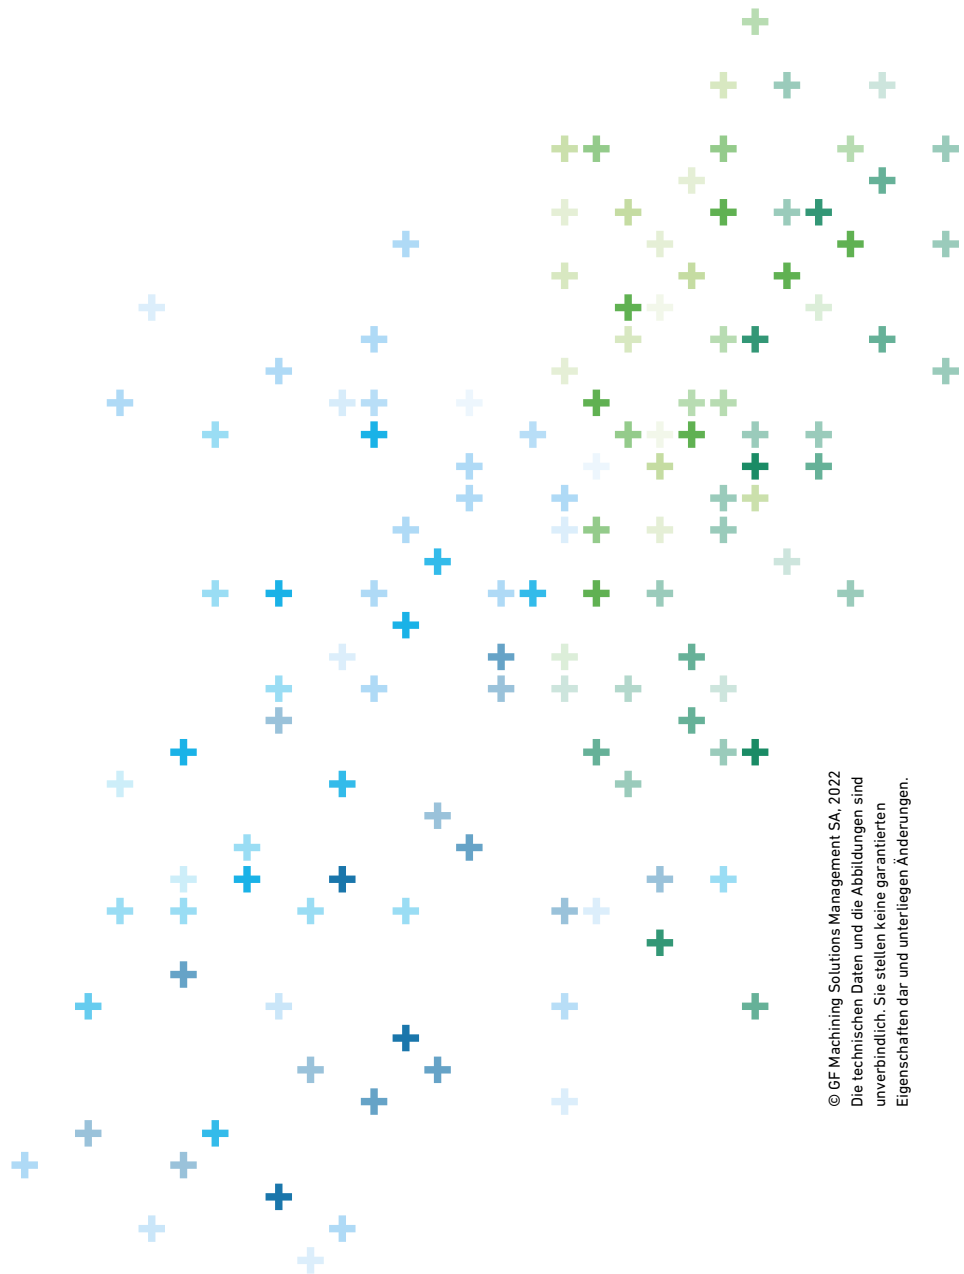 © GF Machining Solutions Management SA, 2022
Die technischen Daten und die Abbildungen sind
unverbindlich. Sie stellen keine garantierten
Eigenschaften dar und unterliegen Änderungen.